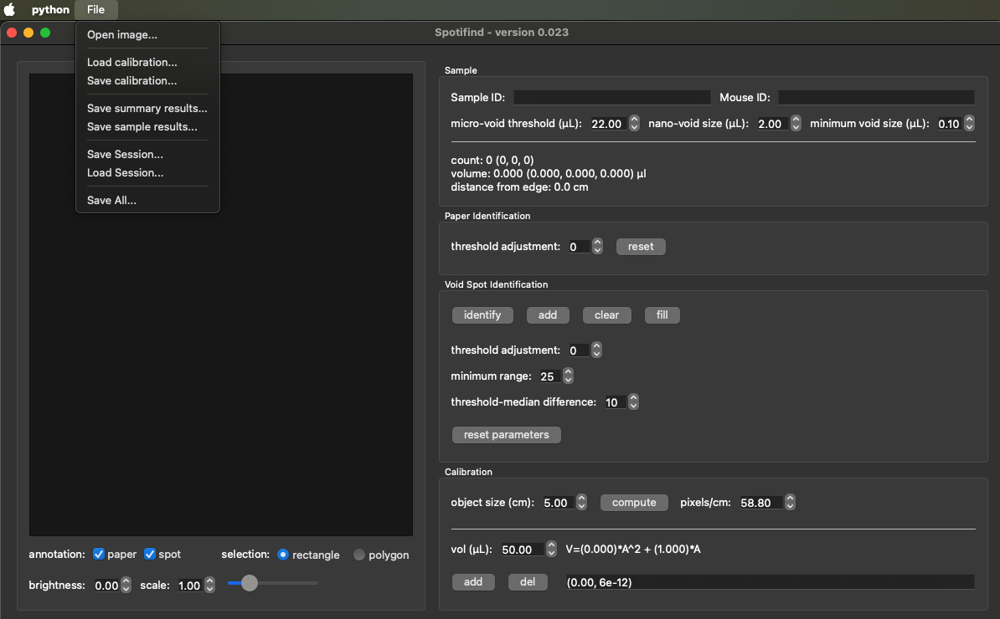 python File
Spotifind - version 0.023
Open image...
Load calibration...
Save calibration...
Save summary results...
Save sample results...
Save Session...
Load Session...
Save All...
annotation: paper spot selection: rectangle polygon
brightness: 0.00 scale: 1.00
Sample
Sample ID: Mouse ID:
micro-void threshold (µL): 22.00 nano-void size (µL): 2.00 minimum void size (µL): 0.10
count: 0 (0, 0, 0)
volume: 0.000 (0.000, 0.000, 0.000) µl
distance from edge: 0.0 cm
Paper Identification
threshold adjustment: 0 reset
Void Spot Identification
identify add clear fill
threshold adjustment: 0
minimum range: 25
threshold-median difference: 10
reset parameters
Calibration
object size (cm): 5.00 compute pixels/cm: 58.80
vol (µL): 50.00 V=(0.000)*A^2 + (1.000)*A
add del (0.00, 6e-12)